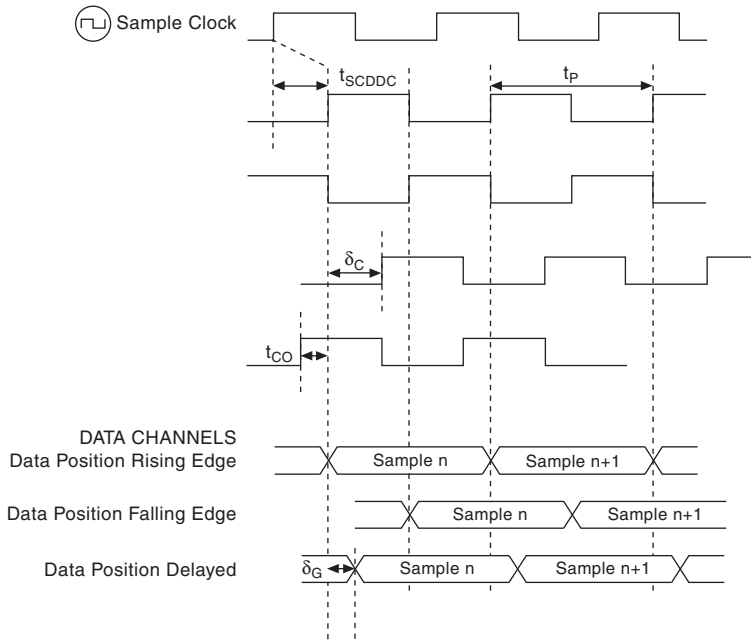 Sample Clock
tSCDDC
tP
δC
tCO
DATA CHANNELS
Data Position Rising Edge
Sample n
Sample n+1
Data Position Falling Edge
Sample n
Sample n+1
Data Position Delayed
δG
Sample n
Sample n+1